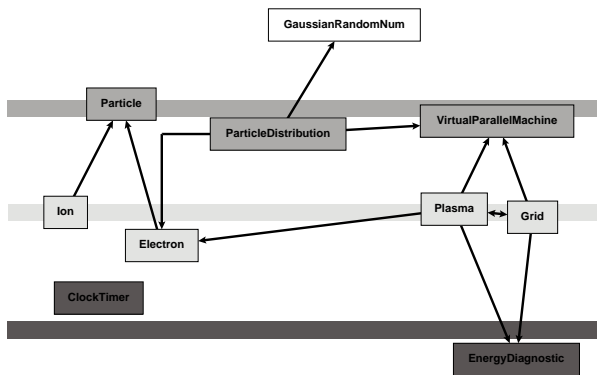 GaussianRandomNum
Particle
ParticleDistribution
VirtualParallelMachine
Ion
Plasma
Grid
Electron
ClockTimer
EnergyDiagnostic